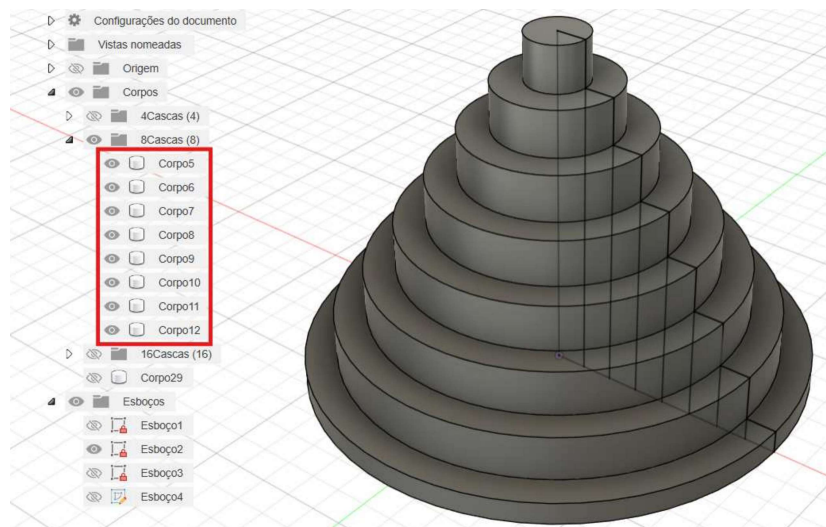 Configurações do documento
Vistas nomeadas
Origem
Corpos
4Cascas (4)
8Cascas (8)
Corpo5
Corpo6
Corpo7
Corpo8
Corpo9
Corpo10
Corpo11
Corpo12
16Cascas (16)
Corpo29
Esboços
Esboço1
Esboço2
Esboço3
Esboço4